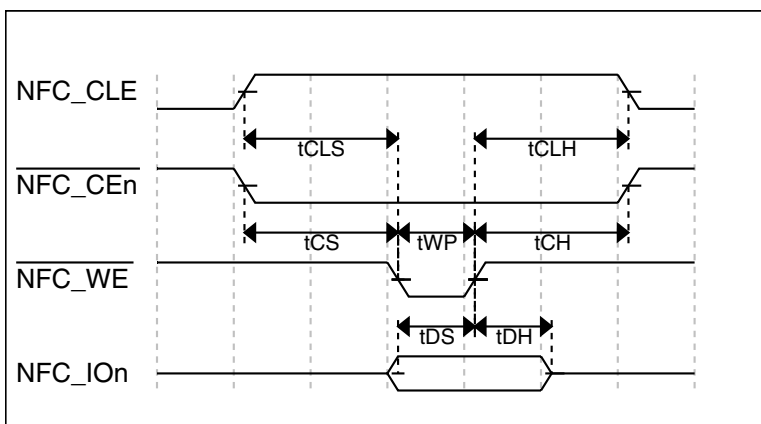 NFC_CLE
tCLS tCLH
NFC_CEn
tCS tWP tCH
NFC_WE
tDS tDH
NFC_IOn